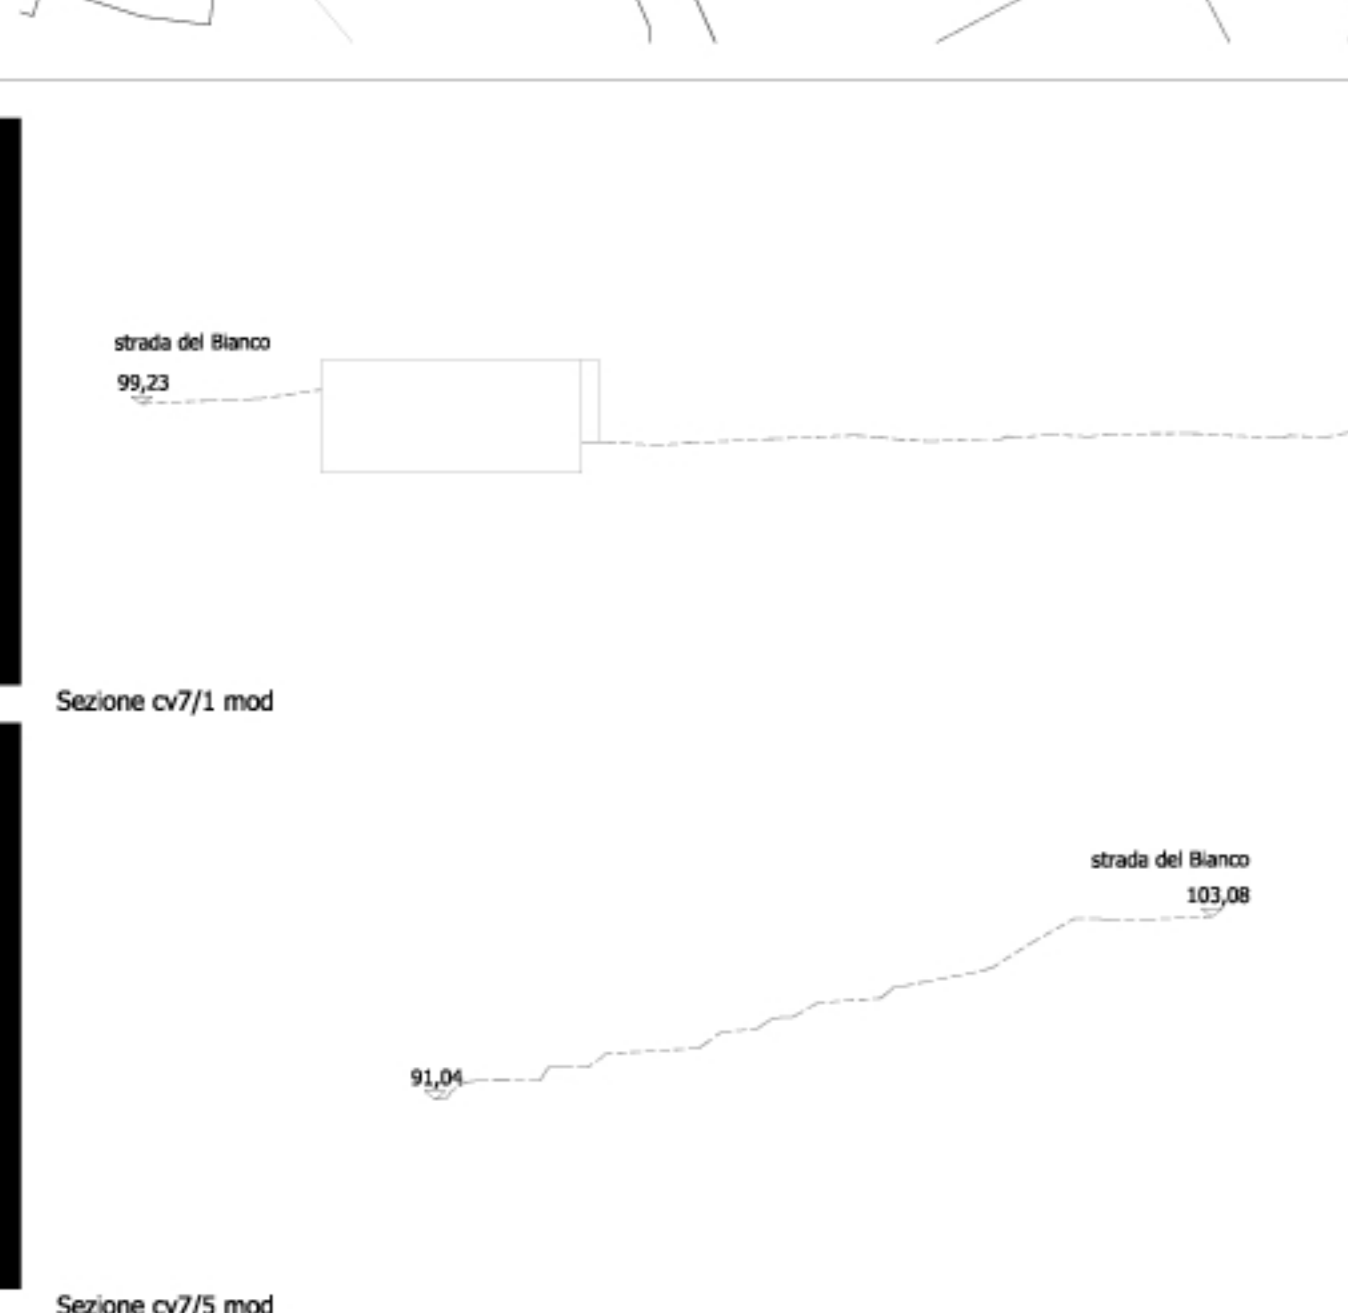 strada del Bianco
99,23
Sezione cv7/1 mod
strada del Bianco
103,08
91,04
Sezione cv7/5 mod